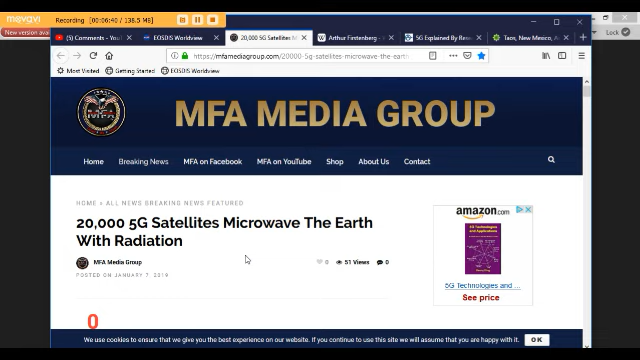 movavi
Recording 00:06:40 / 138.5 MB
New version avai
Lock
(5) Comments - YouTu
EOSDIS Worldview
20,000 5G Satellites M
Arthur Firstenberg -
5G Explained By Rese
Taos, New Mexico, A
https://mfamediagroup.com/20000-5g-satellites-microwave-the-earth
Most Visited
Getting Started
EOSDIS Worldview
MFA
MFA MEDIA GROUP
Home
Breaking News
MFA on Facebook
MFA on YouTube
Shop
About Us
Contact
HOME » ALL NEWS BREAKING NEWS FEATURED
20,000 5G Satellites Microwave The Earth
With Radiation
MFA Media Group
0
51 Views
0
POSTED ON JANUARY 7, 2019
0
amazon.com
5G Technologies and ...
See price
We use cookies to ensure that we give you the best experience on our website. If you continue to use this site we will assume that you are happy with it.
OK